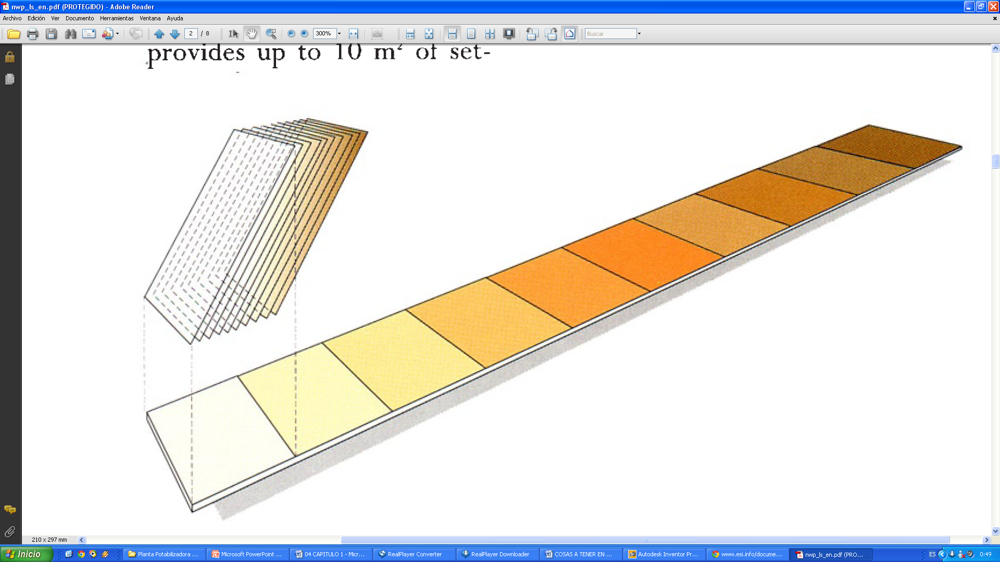 nwp_ls_en.pdf (PROTEGIDO) - Adobe Reader
Archivo Edición Ver Documento Herramientas Ventana Ayuda
2 / 8 300% Buscar
provides up to 10 m² of set-
210 x 297 mm
Inicio Planta Potabilizadora ... Microsoft PowerPoint ... 04 CAPITULO 1 - Micr... RealPlayer Converter RealPlayer Downloader COSAS A TENER EN ... Autodesk Inventor Pr... www.esi.info/docume... nwp_ls_en.pdf (PRO... ES 0:49